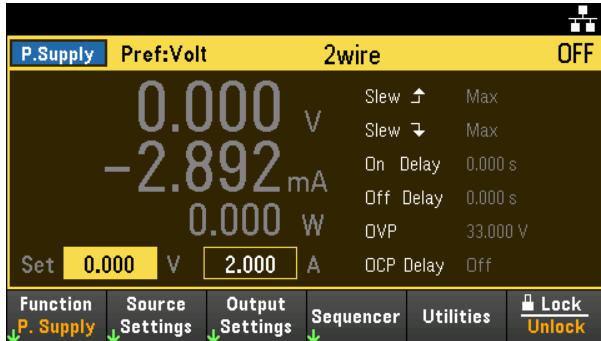 P.Supply Pref:Volt 2wire OFF
0.000 V
-2.892 mA
0.000 W
Set 0.000 V 2.000 A
Slew Max
Slew Max
On Delay 0.000 s
Off Delay 0.000 s
OVP 33.000 V
OCP Delay Off
Function P. Supply
Source Settings
Output Settings
Sequencer
Utilities
Lock Unlock